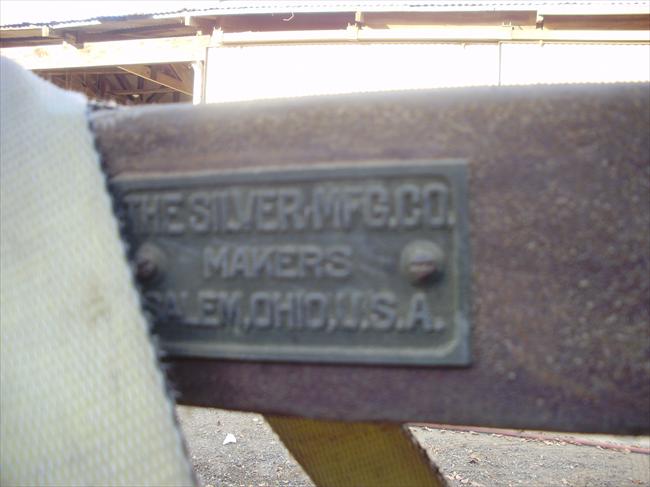 THE SILVER MFG. CO.
MAKERS
SALEM, OHIO, U.S.A.